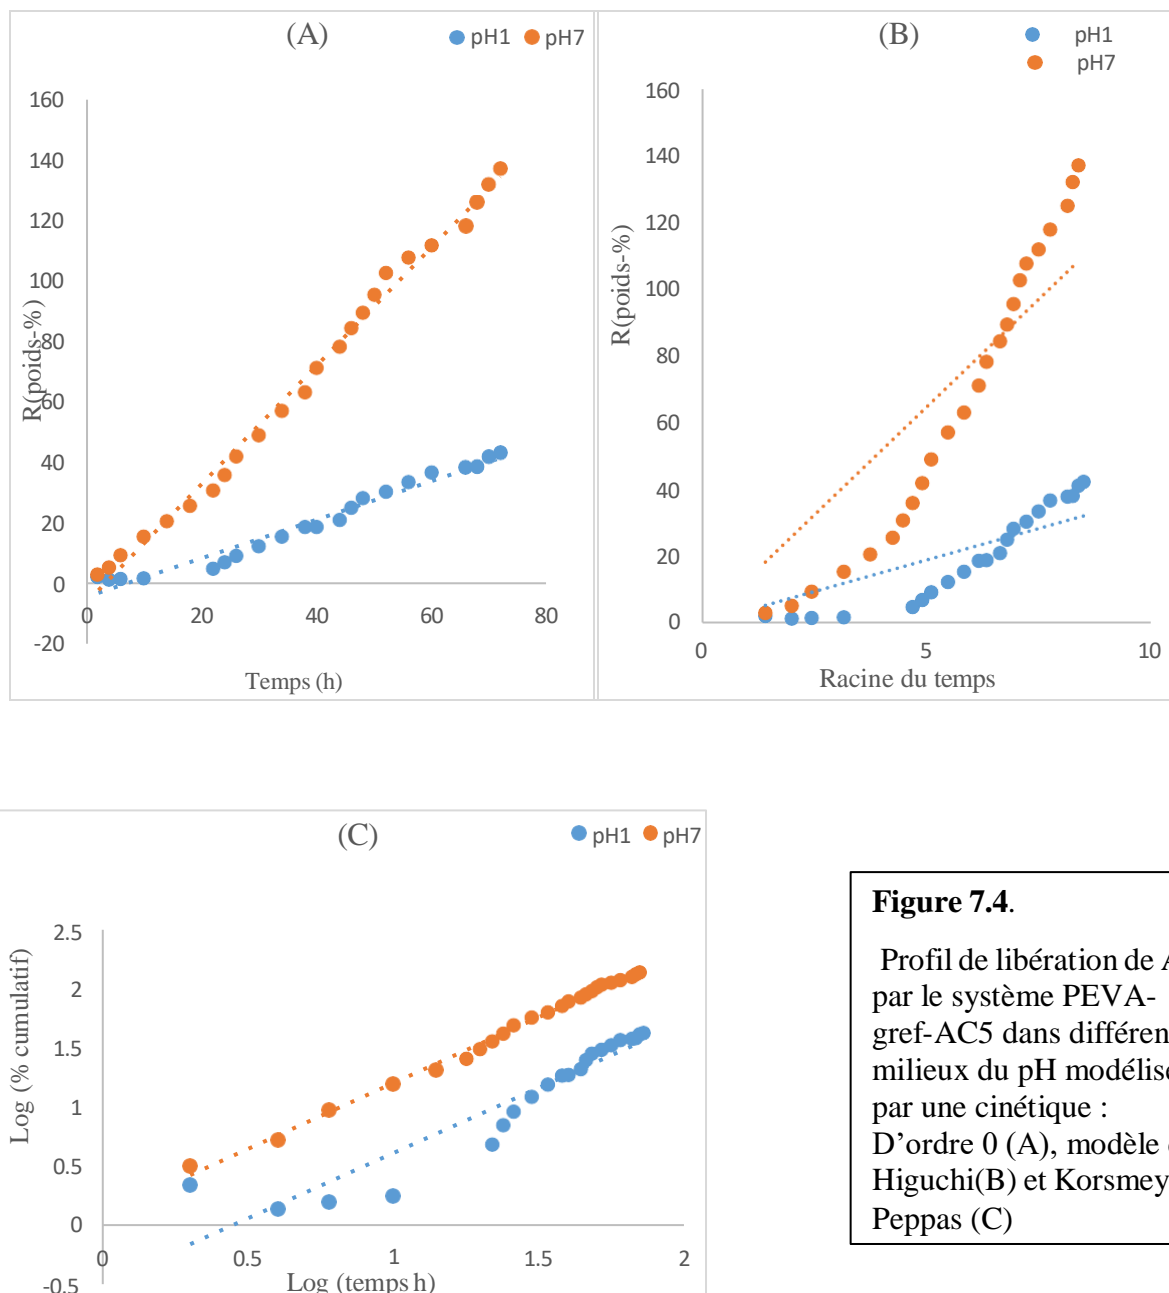 (A)
pH1 pH7
160
140
120
100
80
60
40
20
0
-20
0 20 40 60 80
R(poids-%)
Temps (h)
(B)
pH1
pH7
160
140
120
100
80
60
40
20
0
0 5 10
R(poids-%)
Racine du temps
(C)
pH1 pH7
2.5
2
1.5
1
0.5
0
-0.5
0 0.5 1 1.5 2
Log (% cumulatif)
Log (temps h)
Figure 7.4.
Profil de libération de
par le système PEVA-
gref-AC5 dans différen
milieux du pH modélis
par une cinétique :
D’ordre 0 (A), modèle
Higuchi(B) et Korsmey
Peppas (C)